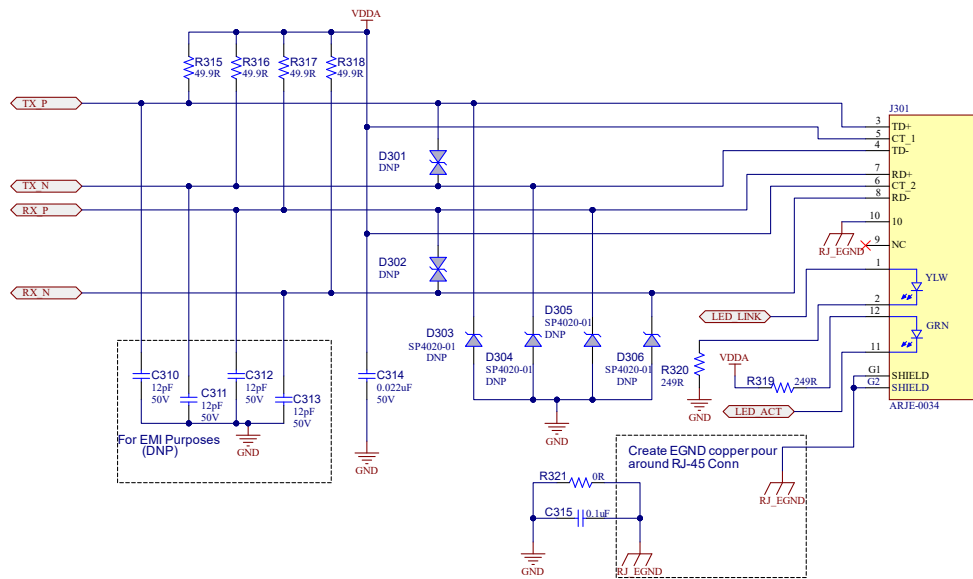 VDDA
R315
49.9R
R316
49.9R
R317
49.9R
R318
49.9R
TX_P
TX_N
RX_P
RX_N
D301
DNP
D302
DNP
D303
SP4020-01
DNP
D304
SP4020-01
DNP
D305
SP4020-01
DNP
D306
SP4020-01
DNP
GND
C310
12pF
50V
C311
12pF
50V
C312
12pF
50V
C313
12pF
50V
For EMI Purposes
(DNP)
GND
C314
0.022uF
50V
GND
J301
3 TD+
5 CT_1
4 TD-
7 RD+
6 CT_2
8 RD-
10 10
RJ_EGND
9 NC
1
YLW
2
12
GRN
11
G1 SHIELD
G2 SHIELD
ARJE-0034
LED_LINK
R320
249R
GND
VDDA
R319
249R
LED_ACT
Create EGND copper pour
around RJ-45 Conn
RJ_EGND
R321
0R
C315
0.1uF
GND
RJ_EGND